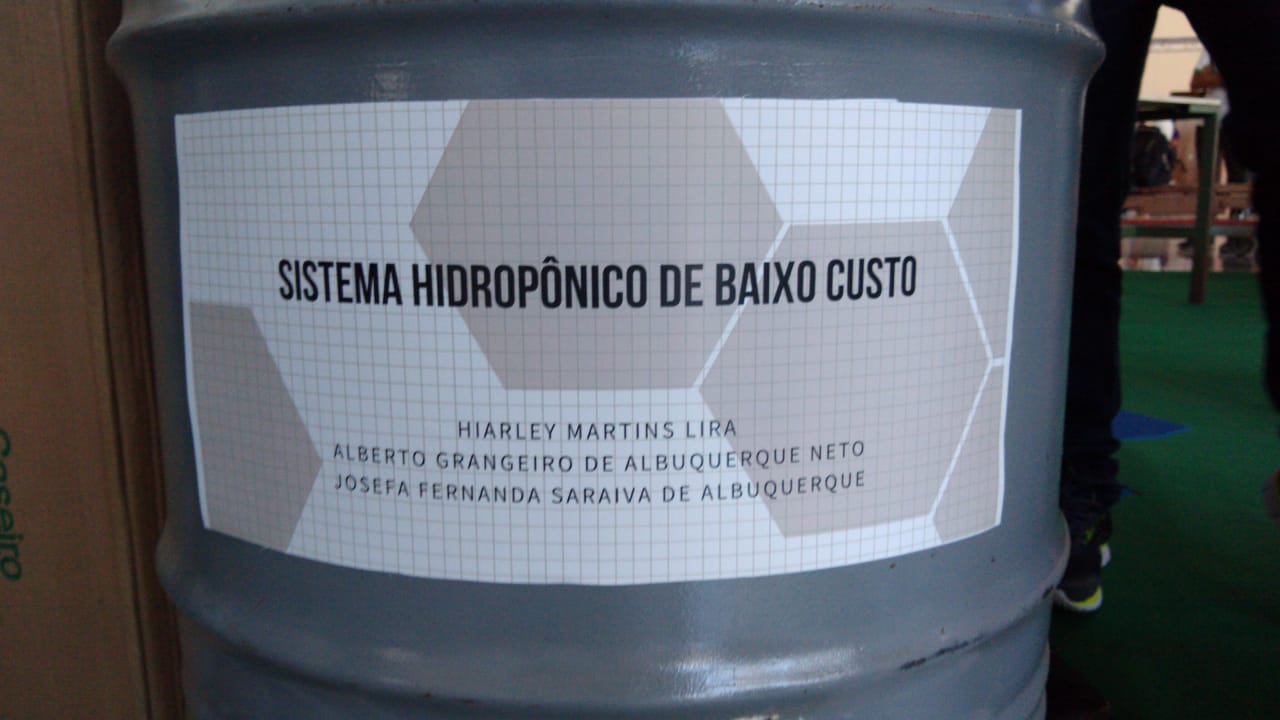 SISTEMA HIDROPÔNICO DE BAIXO CUSTO
HIARLEY MARTINS LIRA
ALBERTO GRANGEIRO DE ALBUQUERQUE NETO
JOSEFA FERNANDA SARAIVA DE ALBUQUERQUE
Caseiro